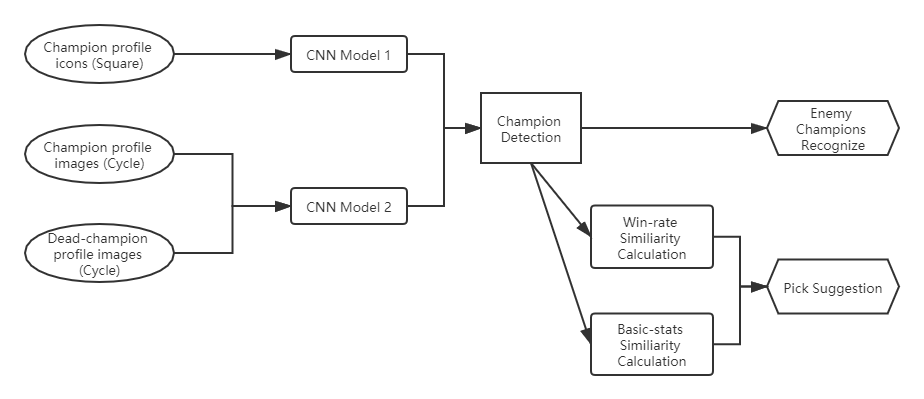 Champion profile
icons (Square)
CNN Model 1
Champion profile
images (Cycle)
CNN Model 2
Dead-champion
profile images
(Cycle)
Champion
Detection
Enemy
Champions
Recognize
Win-rate
Similiarity
Calculation
Pick Suggestion
Basic-stats
Similiarity
Calculation